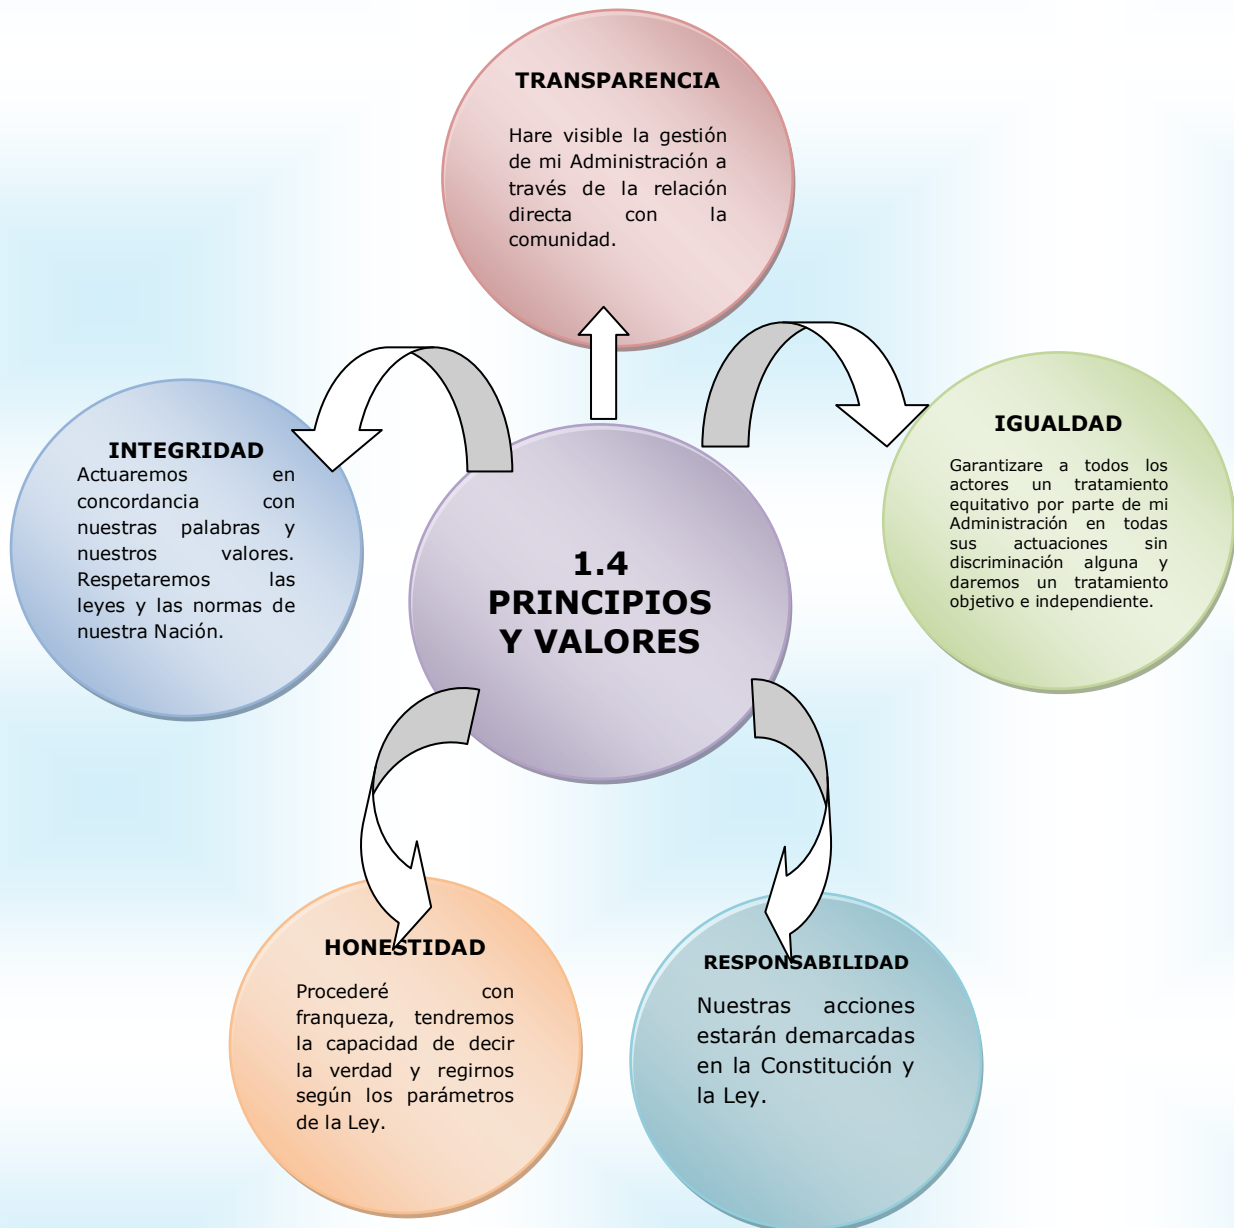 TRANSPARENCIA
Hare visible la gestión
de mi Administración a
través de la relación
directa con la
comunidad.
INTEGRIDAD
Actuaremos en
concordancia con
nuestras palabras y
nuestros valores.
Respetaremos las
leyes y las normas de
nuestra Nación.
IGUALDAD
Garantizare a todos los
actores un tratamiento
equitativo por parte de mi
Administración en todas
sus actuaciones sin
discriminación alguna y
daremos un tratamiento
objetivo e independiente.
1.4
PRINCIPIOS
Y VALORES
HONESTIDAD
Procederé con
franqueza, tendremos
la capacidad de decir
la verdad y regirnos
según los parámetros
de la Ley.
RESPONSABILIDAD
Nuestras acciones
estarán demarcadas
en la Constitución y
la Ley.